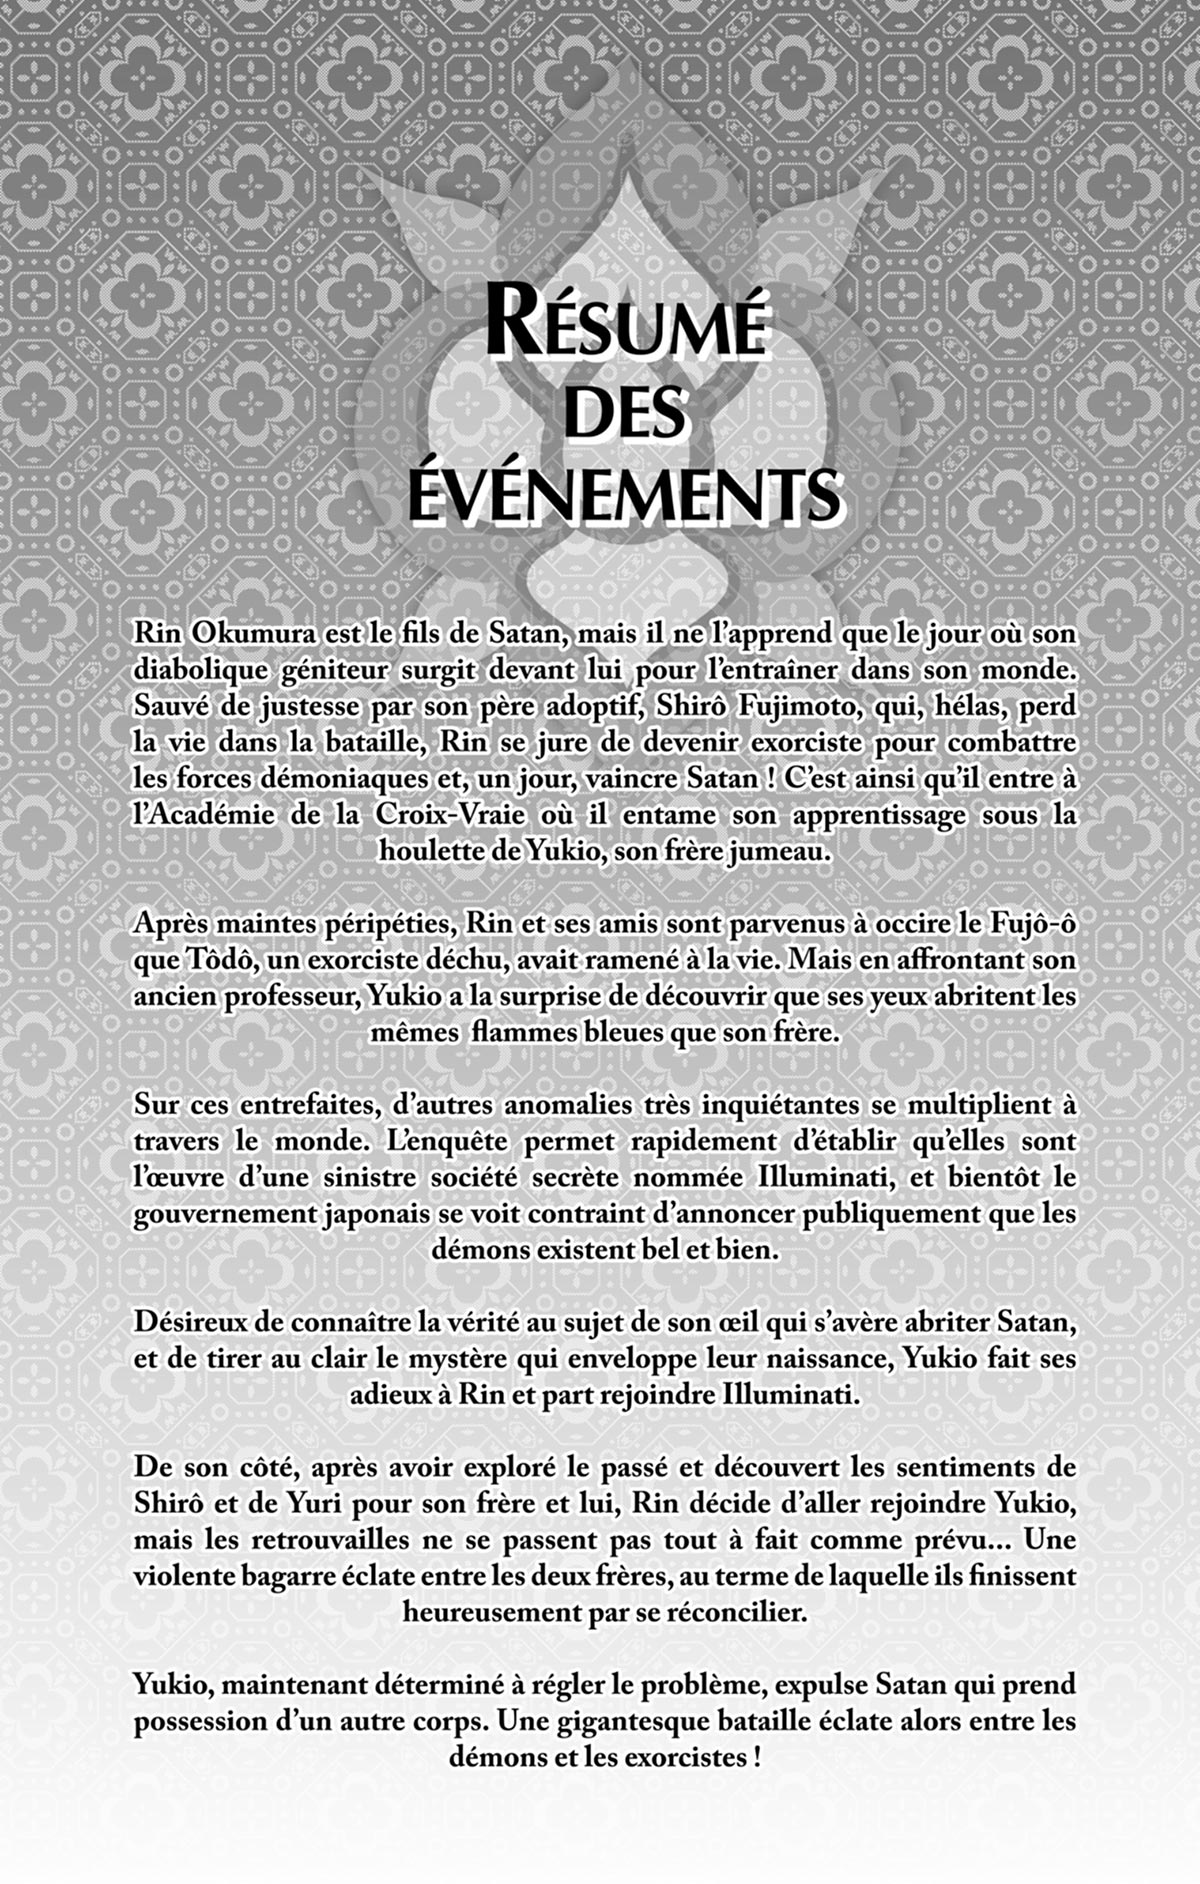 RÉSUMÉ
DES
ÉVÉNEMENTS
Rin Okumura est le fils de Satan, mais il ne l’apprend que le jour où son
diabolique géniteur surgit devant lui pour l’entraîner dans son monde.
Sauvé de justesse par son père adoptif, Shirô Fujimoto, qui, hélas, perd
la vie dans la bataille, Rin se jure de devenir exorciste pour combattre
les forces démoniaques et, un jour, vaincre Satan ! C’est ainsi qu’il entre à
l’Académie de la Croix-Vraie où il entame son apprentissage sous la
houlette de Yukio, son frère jumeau.
Après maintes péripéties, Rin et ses amis sont parvenus à occire le Fujô-ô
que Tôdô, un exorciste déchu, avait ramené à la vie. Mais en affrontant son
ancien professeur, Yukio a la surprise de découvrir que ses yeux abritent les
mêmes flammes bleues que son frère.
Sur ces entrefaites, d’autres anomalies très inquiétantes se multiplient à
travers le monde. L’enquête permet rapidement d’établir qu’elles sont
l’œuvre d’une sinistre société secrète nommée Illuminati, et bientôt le
gouvernement japonais se voit contraint d’annoncer publiquement que les
démons existent bel et bien.
Désireux de connaître la vérité au sujet de son œil qui s’avère abriter Satan,
et de tirer au clair le mystère qui enveloppe leur naissance, Yukio fait ses
adieux à Rin et part rejoindre Illuminati.
De son côté, après avoir exploré le passé et découvert les sentiments de
Shirô et de Yuri pour son frère et lui, Rin décide d’aller rejoindre Yukio,
mais les retrouvailles ne se passent pas tout à fait comme prévu... Une
violente bagarre éclate entre les deux frères, au terme de laquelle ils finissent
heureusement par se réconcilier.
Yukio, maintenant déterminé à régler le problème, expulse Satan qui prend
possession d’un autre corps. Une gigantesque bataille éclate alors entre les
démons et les exorcistes !